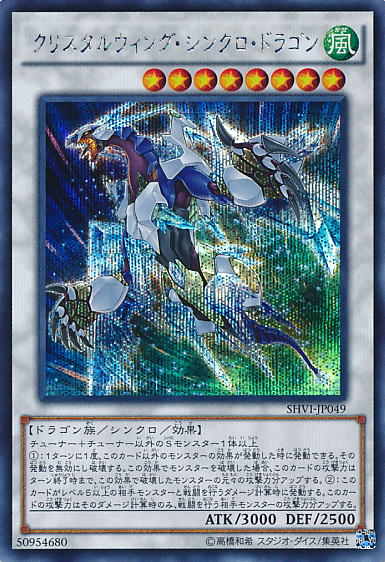 クリスタルウィング・シンクロ・ドラゴン
風
SHVI-JP049
【ドラゴン族／シンクロ／効果】
チューナー＋チューナー以外のＳモンスター１体以上
①：１ターンに１度、このカード以外のモンスターの効果が発動した時に発動できる。その
発動を無効にし破壊する。この効果でモンスターを破壊した場合、このカードの攻撃力は
ターン終了時まで、この効果で破壊したモンスターの元々の攻撃力分アップする。②：こ
のカードがレベル５以上の相手モンスターと戦闘を行うダメージ計算時に発動する。このカー
ドの攻撃力はそのダメージ計算時のみ、戦闘を行う相手モンスターの攻撃力分アップする。
ATK/3000 DEF/2500
50954680
©高橋和希 スタジオ・ダイス/集英社